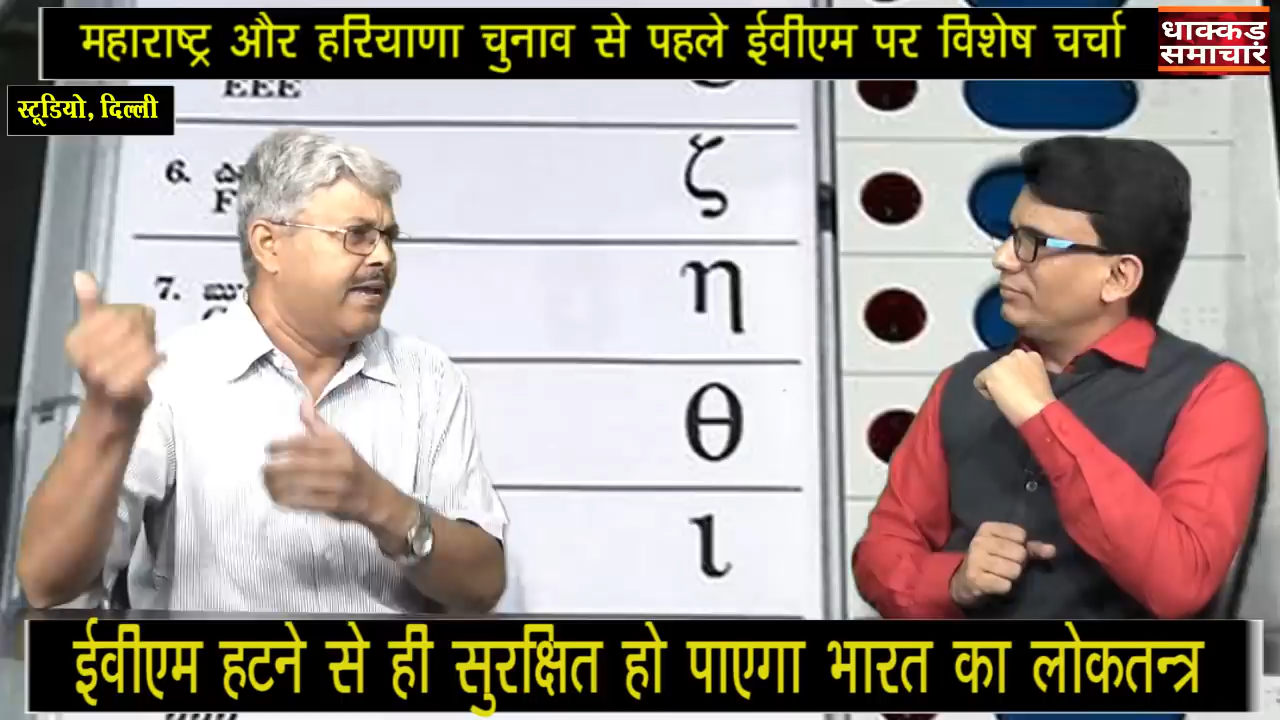 महाराष्ट्र और हरियाणा चुनाव से पहले ईवीएम पर विशेष चर्चा
धाक्कड़
समाचार
स्टूडियो, दिल्ली
EEE
6.
F
ζ
7.
η
θ
ι
ईवीएम हटने से ही सुरक्षित हो पाएगा भारत का लोकतन्त्र